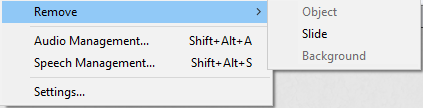 Remove
Object
Slide
Background
Audio Management... Shift+Alt+A
Speech Management... Shift+Alt+S
Settings...